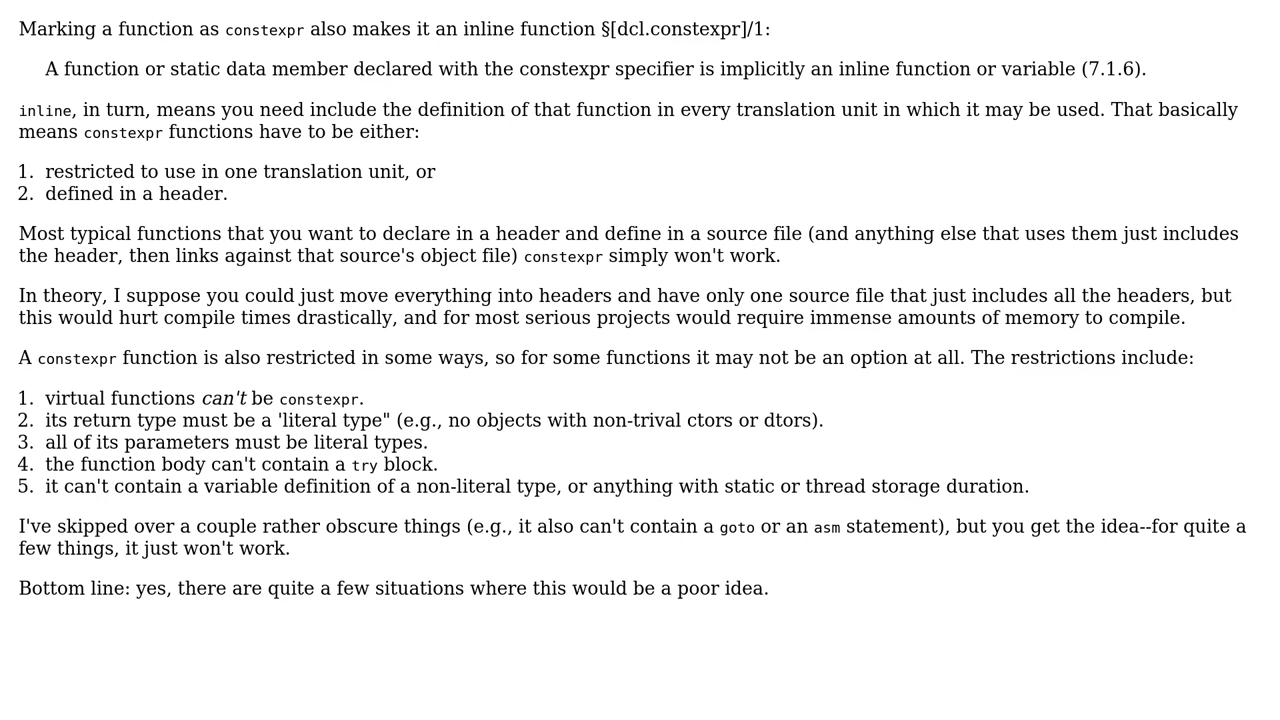 Marking a function as constexpr also makes it an inline function §[dcl.constexpr]/1:
A function or static data member declared with the constexpr specifier is implicitly an inline function or variable (7.1.6).
inline, in turn, means you need include the definition of that function in every translation unit in which it may be used. That basically
means constexpr functions have to be either:
1. restricted to use in one translation unit, or
2. defined in a header.
Most typical functions that you want to declare in a header and define in a source file (and anything else that uses them just includes
the header, then links against that source's object file) constexpr simply won't work.
In theory, I suppose you could just move everything into headers and have only one source file that just includes all the headers, but
this would hurt compile times drastically, and for most serious projects would require immense amounts of memory to compile.
A constexpr function is also restricted in some ways, so for some functions it may not be an option at all. The restrictions include:
1. virtual functions can't be constexpr.
2. its return type must be a 'literal type" (e.g., no objects with non-trival ctors or dtors).
3. all of its parameters must be literal types.
4. the function body can't contain a try block.
5. it can't contain a variable definition of a non-literal type, or anything with static or thread storage duration.
I've skipped over a couple rather obscure things (e.g., it also can't contain a goto or an asm statement), but you get the idea--for quite a
few things, it just won't work.
Bottom line: yes, there are quite a few situations where this would be a poor idea.